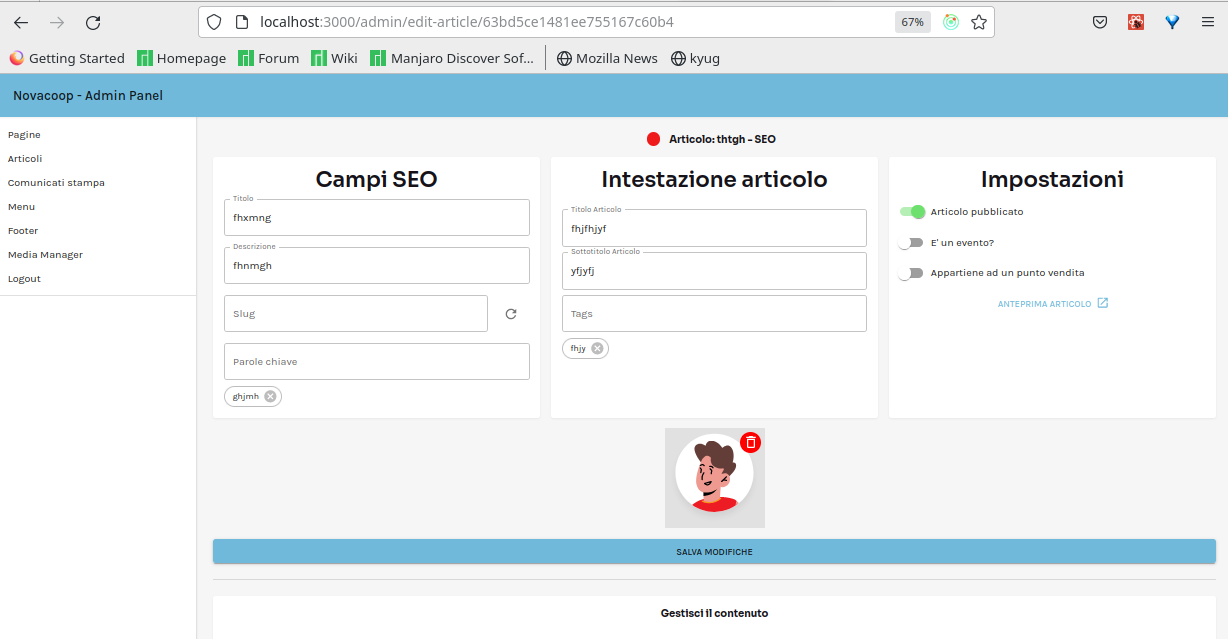 localhost:3000/admin/edit-article/63bd5ce1481ee755167c60b4
67%
Getting Started Homepage Forum Wiki Manjaro Discover Sof... Mozilla News kyug
Novacoop - Admin Panel
Pagine
Articoli
Comunicati stampa
Menu
Footer
Media Manager
Logout
Articolo: thtgh - SEO
Campi SEO
Titolo
fhxmng
Descrizione
fhnmgh
Slug
Parole chiave
ghjmh
Intestazione articolo
Titolo Articolo
fhjfhjyf
Sottotitolo Articolo
yfjyfj
Tags
fhjy
Impostazioni
Articolo pubblicato
E' un evento?
Appartiene ad un punto vendita
ANTEPRIMA ARTICOLO
SALVA MODIFICHE
Gestisci il contenuto